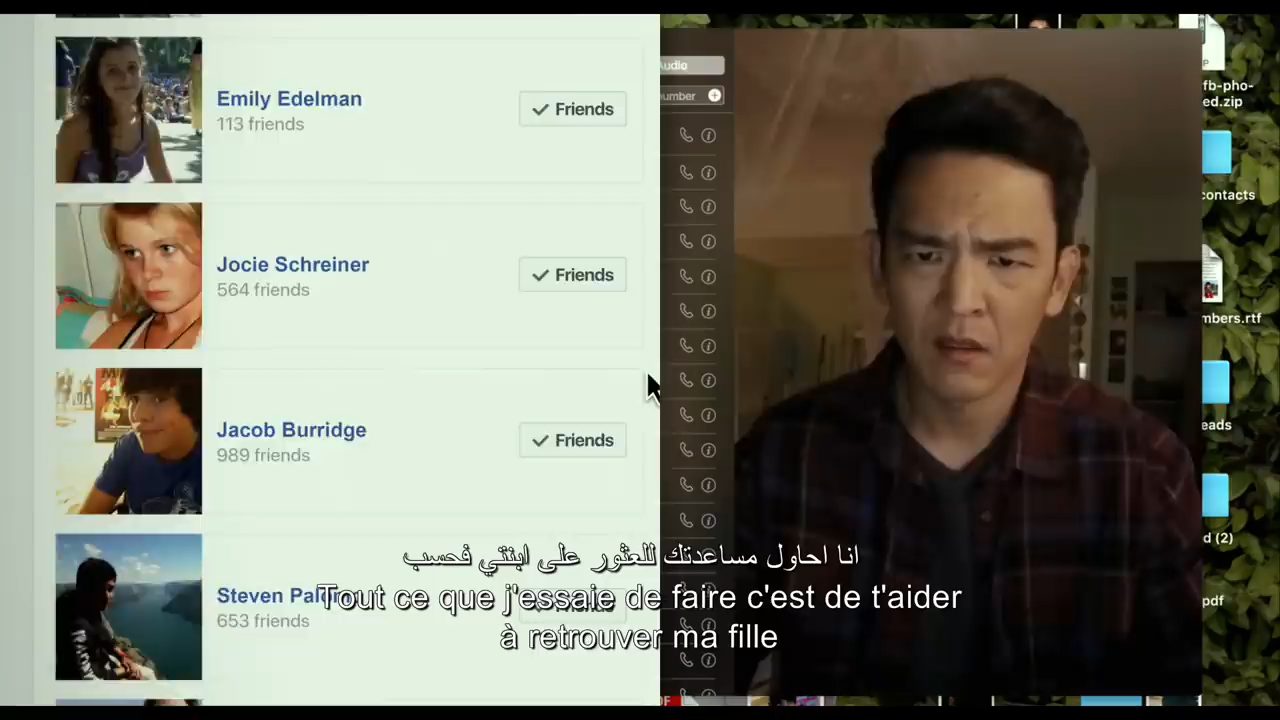 Emily Edelman
113 friends
Friends
Jocie Schreiner
564 friends
Friends
Jacob Burridge
989 friends
Friends
Steven
653 friends
Audio
fb-pho-
ed.zip
contacts
mbers.rtf
eads
d (2)
pdf
انا احاول مساعدتك للعثور على ابنتي فحسب
Tout ce que j'essaie de faire c'est de t'aider
à retrouver ma fille